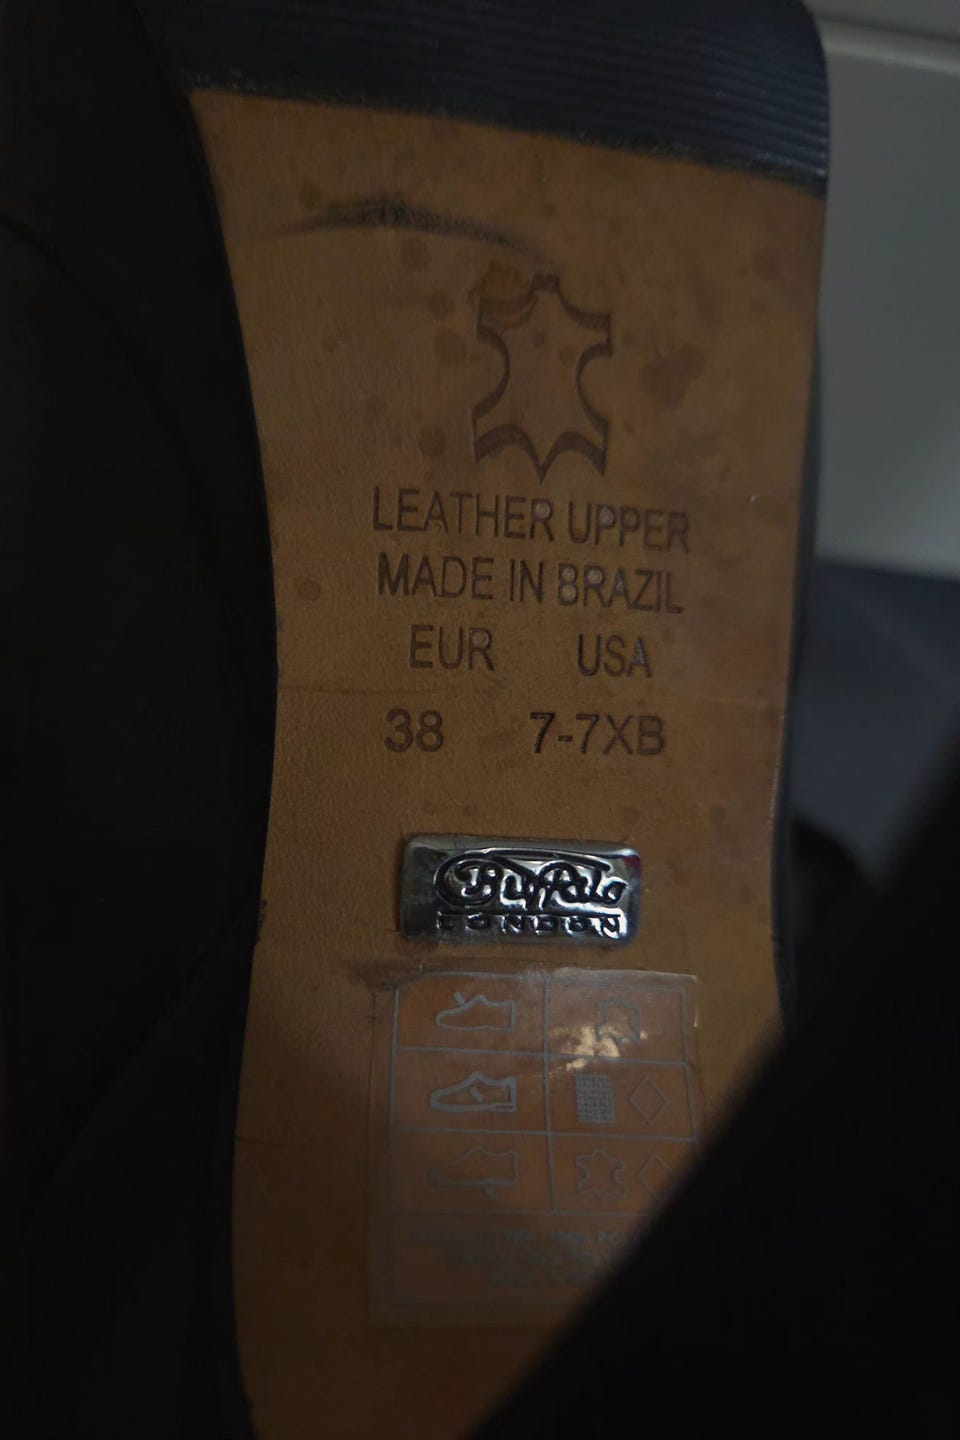 LEATHER UPPER
MADE IN BRAZIL
EUR USA
38 7-7XB
BUFFALO
LONDON